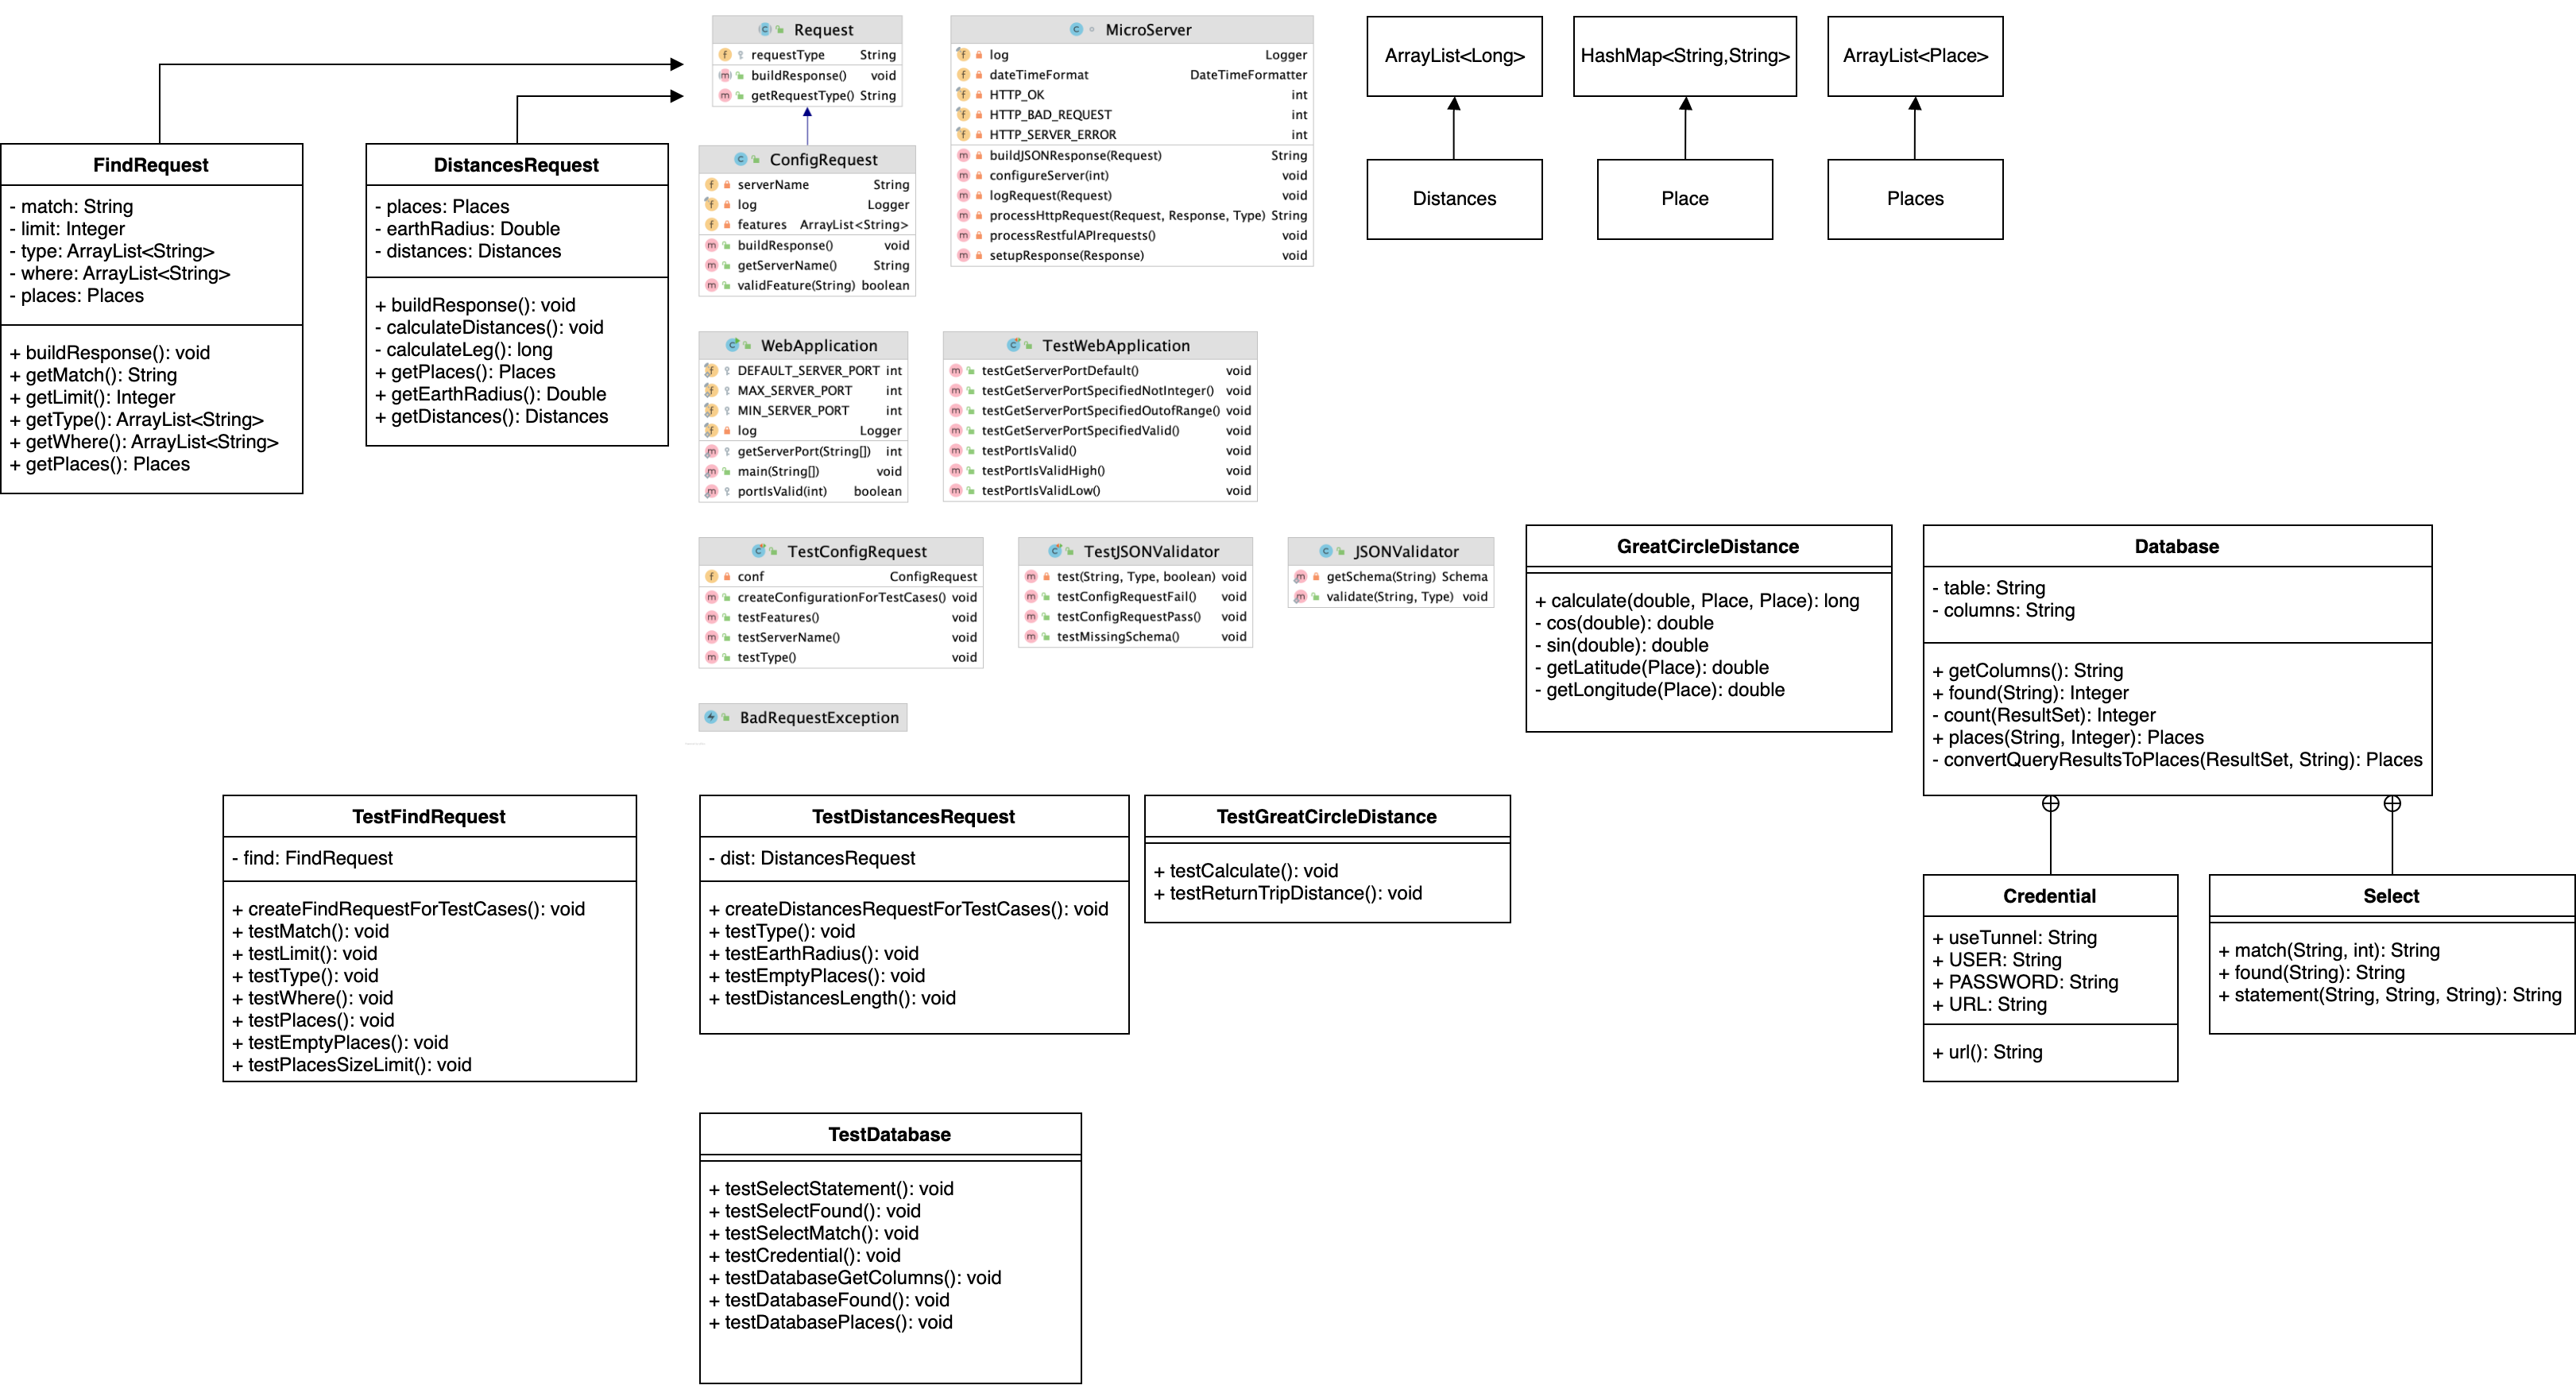 Request
requestType String
buildResponse() void
getRequestType() String
MicroServer
log Logger
dateTimeFormat DateTimeFormatter
HTTP_OK int
HTTP_BAD_REQUEST int
HTTP_SERVER_ERROR int
buildJSONResponse(Request) String
configureServer(int) void
logRequest(Request) void
processHttpRequest(Request, Response, Type) String
processRestfulAPIrequests() void
setupResponse(Response) void
ArrayList<Long>
HashMap<String,String>
ArrayList<Place>
Distances
Place
Places
FindRequest
- match: String
- limit: Integer
- type: ArrayList<String>
- where: ArrayList<String>
- places: Places
+ buildResponse(): void
+ getMatch(): String
+ getLimit(): Integer
+ getType(): ArrayList<String>
+ getWhere(): ArrayList<String>
+ getPlaces(): Places
DistancesRequest
- places: Places
- earthRadius: Double
- distances: Distances
+ buildResponse(): void
- calculateDistances(): void
- calculateLeg(): long
+ getPlaces(): Places
+ getEarthRadius(): Double
+ getDistances(): Distances
ConfigRequest
serverName String
log Logger
features ArrayList<String>
buildResponse() void
getServerName() String
validFeature(String) boolean
WebApplication
DEFAULT_SERVER_PORT int
MAX_SERVER_PORT int
MIN_SERVER_PORT int
log Logger
getServerPort(String[]) int
main(String[]) void
portIsValid(int) boolean
TestWebApplication
testGetServerPortDefault() void
testGetServerPortSpecifiedNotInteger() void
testGetServerPortSpecifiedOutofRange() void
testGetServerPortSpecifiedValid() void
testPortIsValid() void
testPortIsValidHigh() void
testPortIsValidLow() void
TestConfigRequest
conf ConfigRequest
createConfigurationForTestCases() void
testFeatures() void
testServerName() void
testType() void
TestJSONValidator
test(String, Type, boolean) void
testConfigRequestFail() void
testConfigRequestPass() void
testMissingSchema() void
JSONValidator
getSchema(String) Schema
validate(String, Type) void
GreatCircleDistance
+ calculate(double, Place, Place): long
- cos(double): double
- sin(double): double
- getLatitude(Place): double
- getLongitude(Place): double
Database
- table: String
- columns: String
+ getColumns(): String
+ found(String): Integer
- count(ResultSet): Integer
+ places(String, Integer): Places
- convertQueryResultsToPlaces(ResultSet, String): Places
BadRequestException
TestFindRequest
- find: FindRequest
+ createFindRequestForTestCases(): void
+ testMatch(): void
+ testLimit(): void
+ testType(): void
+ testWhere(): void
+ testPlaces(): void
+ testEmptyPlaces(): void
+ testPlacesSizeLimit(): void
TestDistancesRequest
- dist: DistancesRequest
+ createDistancesRequestForTestCases(): void
+ testType(): void
+ testEarthRadius(): void
+ testEmptyPlaces(): void
+ testDistancesLength(): void
TestGreatCircleDistance
+ testCalculate(): void
+ testReturnTripDistance(): void
Credential
+ useTunnel: String
+ USER: String
+ PASSWORD: String
+ URL: String
+ url(): String
Select
+ match(String, int): String
+ found(String): String
+ statement(String, String, String): String
TestDatabase
+ testSelectStatement(): void
+ testSelectFound(): void
+ testSelectMatch(): void
+ testCredential(): void
+ testDatabaseGetColumns(): void
+ testDatabaseFound(): void
+ testDatabasePlaces(): void